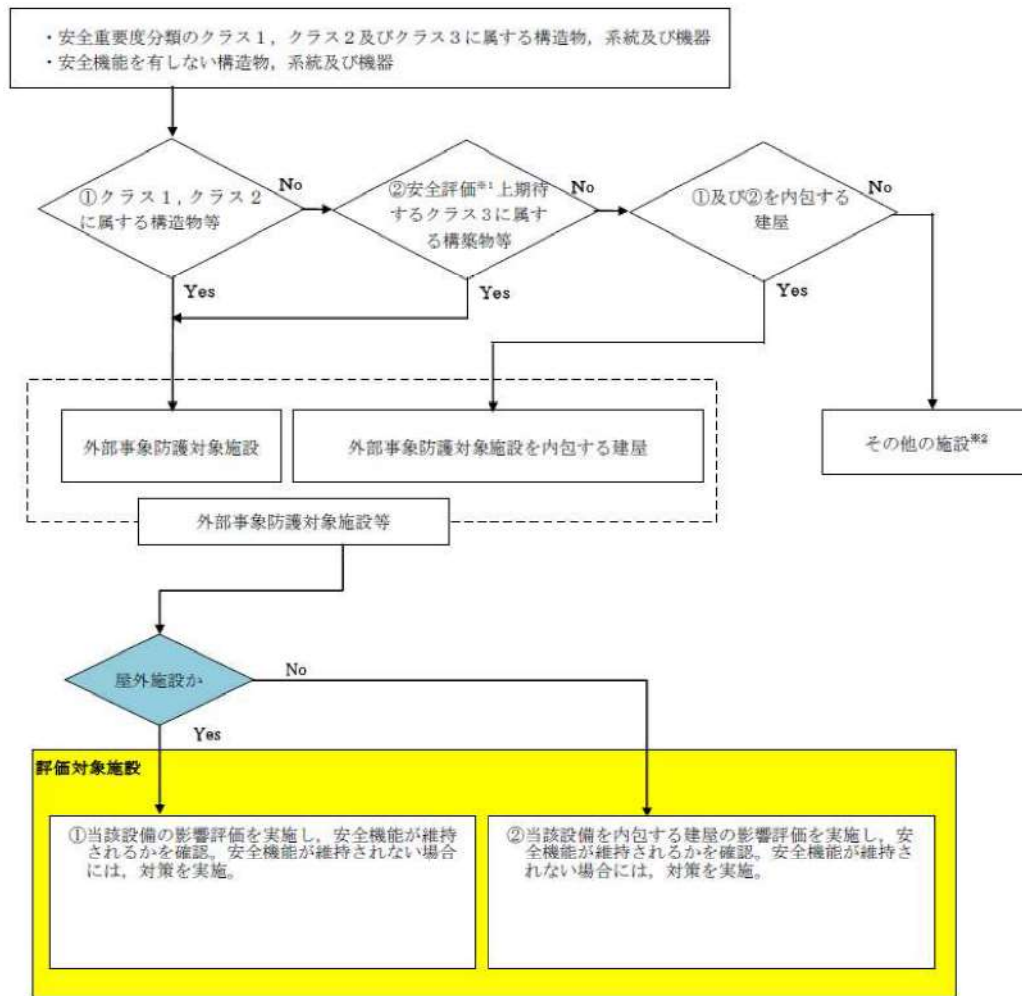 ・安全重要度分類のクラス１，クラス２及びクラス３に属する構造物，系統及び機器
・安全機能を有しない構造物，系統及び機器
①クラス１，クラス２
に属する構造物等
No
②安全評価※1上期待
するクラス３に属す
る構築物等
No
①及び②を内包する
建屋
No
Yes
Yes
Yes
外部事象防護対象施設
外部事象防護対象施設を内包する建屋
その他の施設※2
外部事象防護対象施設等
屋外施設か
No
Yes
評価対象施設
①当該設備の影響評価を実施し，安全機能が維持
されるかを確認。安全機能が維持されない場合
には，対策を実施。
②当該設備を内包する建屋の影響評価を実施し，安
全機能が維持されるかを確認。安全機能が維持さ
れない場合には，対策を実施。